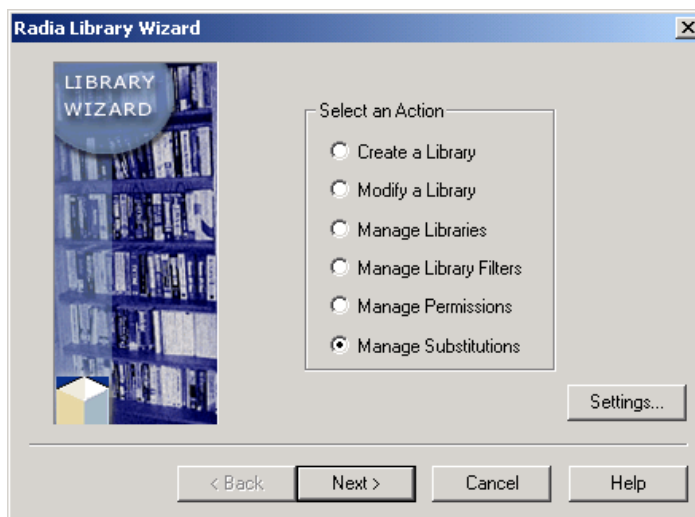 Radia Library Wizard
LIBRARY
WIZARD
Select an Action
Create a Library
Modify a Library
Manage Libraries
Manage Library Filters
Manage Permissions
Manage Substitutions
Settings...
< Back Next > Cancel Help